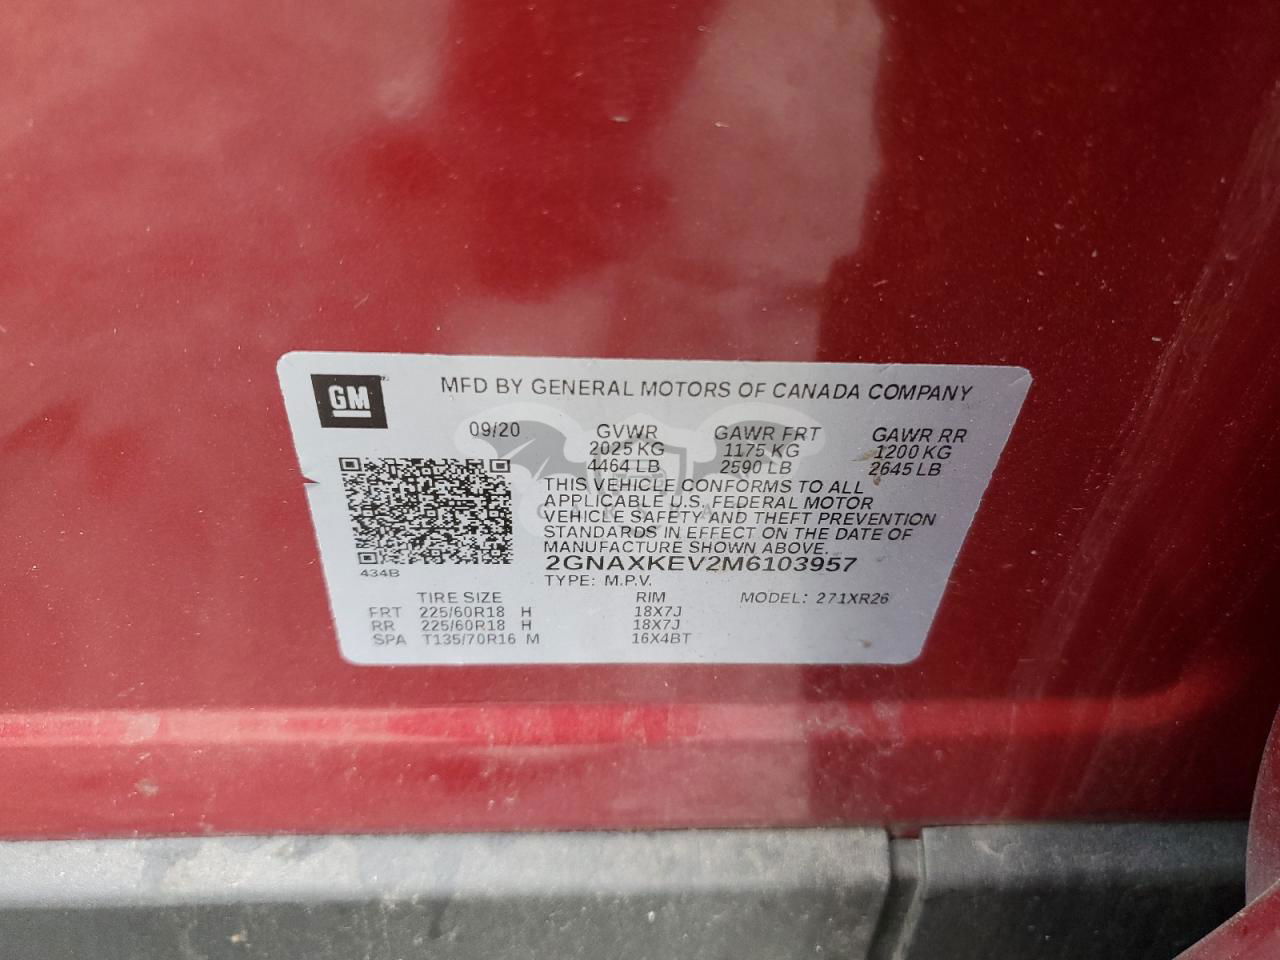 GM
MFD BY GENERAL MOTORS OF CANADA COMPANY
09/20 GVWR GAWR FRT GAWR RR
2025 KG 1175 KG 1200 KG
4464 LB 2590 LB 2645 LB
THIS VEHICLE CONFORMS TO ALL
APPLICABLE U.S. FEDERAL MOTOR
VEHICLE SAFETY AND THEFT PREVENTION
STANDARDS IN EFFECT ON THE DATE OF
MANUFACTURE SHOWN ABOVE.
2GNAXKEV2M6103957
434B
TYPE: M.P.V.
TIRE SIZE RIM MODEL: 271XR26
FRT 225/60R18 H 18X7J
RR 225/60R18 H 18X7J
SPA T135/70R16 M 16X4BT